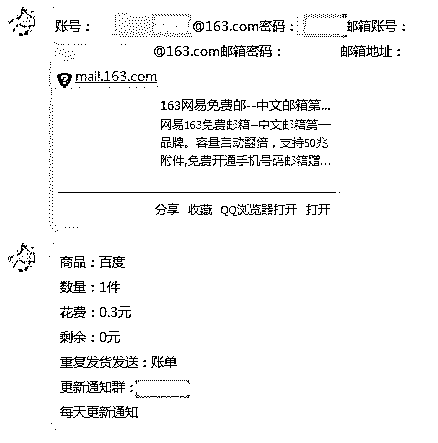 账号： @163.com密码： 邮箱账号：
@163.com邮箱密码： 邮箱地址：
mail.163.com
163网易免费邮--中文邮箱第...
网易163免费邮箱--中文邮箱第一
品牌。容量自动翻倍，支持50兆
附件,免费开通手机号码邮箱赠...
分享 收藏 QQ浏览器打开 打开
商品：百度
数量：1件
花费：0.3元
剩余：0元
重复发货发送：账单
更新通知群：
每天更新通知